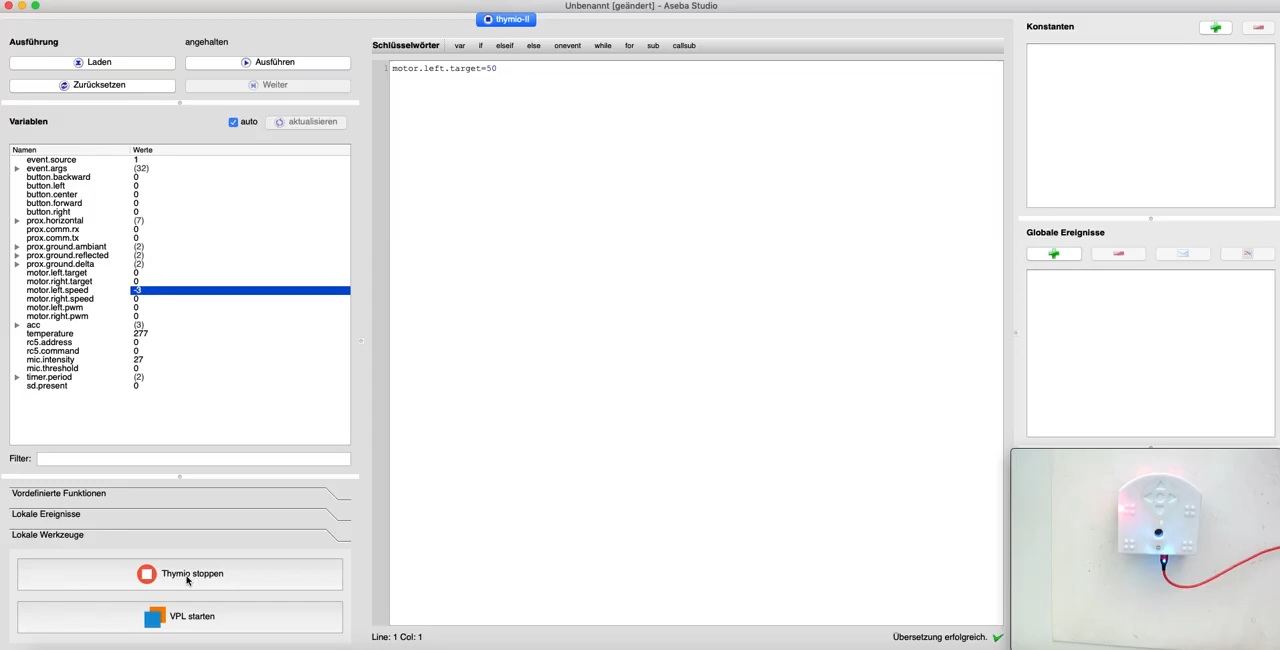 Unbenannt [geändert] - Aseba Studio
thymio-II
Ausführung angehalten
Laden Ausführen
Zurücksetzen Weiter
Variablen auto aktualisieren
Namen Werte
event.source 1
event.args (32)
button.backward 0
button.left 0
button.center 0
button.forward 0
button.right 0
prox.horizontal (7)
prox.comm.rx 0
prox.comm.tx 0
prox.ground.ambiant (2)
prox.ground.reflected (2)
prox.ground.delta (2)
motor.left.target 0
motor.right.target 0
motor.left.speed -3
motor.right.speed 0
motor.left.pwm 0
motor.right.pwm 0
acc (3)
temperature 277
rc5.address 0
rc5.command 0
mic.intensity 27
mic.threshold 0
timer.period (2)
sd.present 0
Filter:
Vordefinierte Funktionen
Lokale Ereignisse
Lokale Werkzeuge
Thymio stoppen
VPL starten
Schlüsselwörter var if elseif else onevent while for sub callsub
1 motor.left.target=50
Line: 1 Col: 1 Übersetzung erfolgreich.
Konstanten
Globale Ereignisse